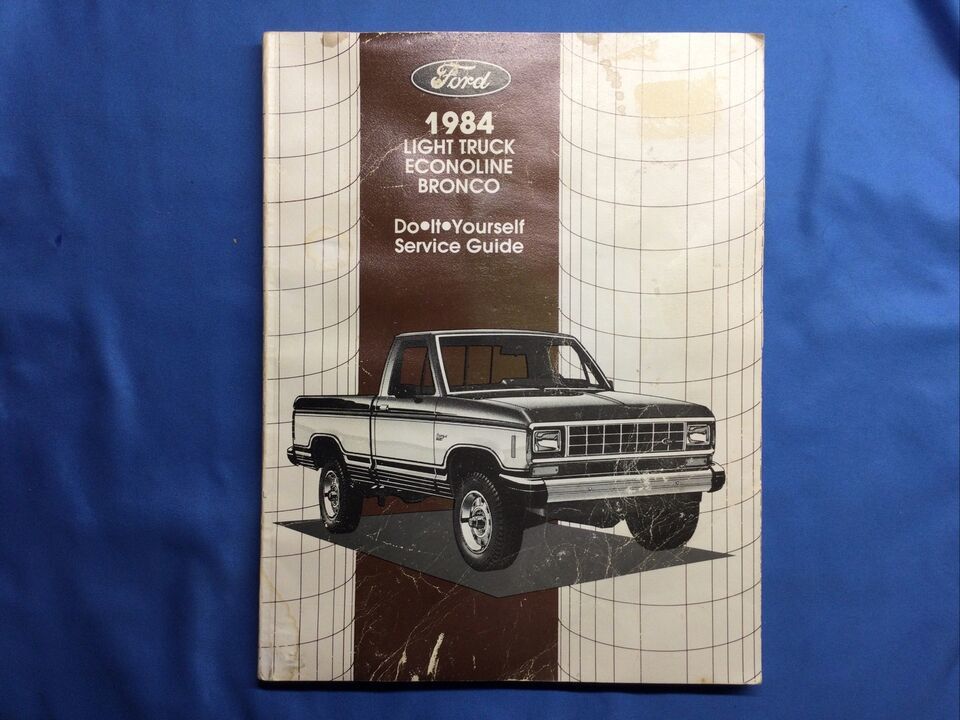 Ford
1984
LIGHT TRUCK
ECONOLINE
BRONCO
Do•It•Yourself
Service Guide